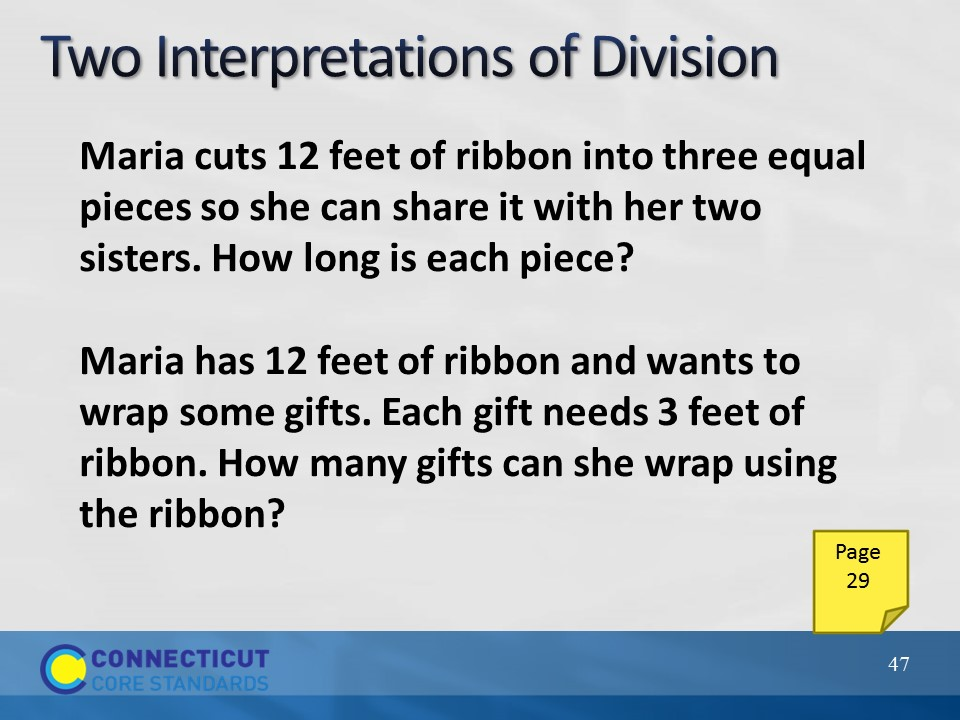 Two Interpretations of Division
Maria cuts 12 feet of ribbon into three equal
pieces so she can share it with her two
sisters. How long is each piece?
Maria has 12 feet of ribbon and wants to
wrap some gifts. Each gift needs 3 feet of
ribbon. How many gifts can she wrap using
the ribbon?
Page
29
CONNECTICUT
CORE STANDARDS
47